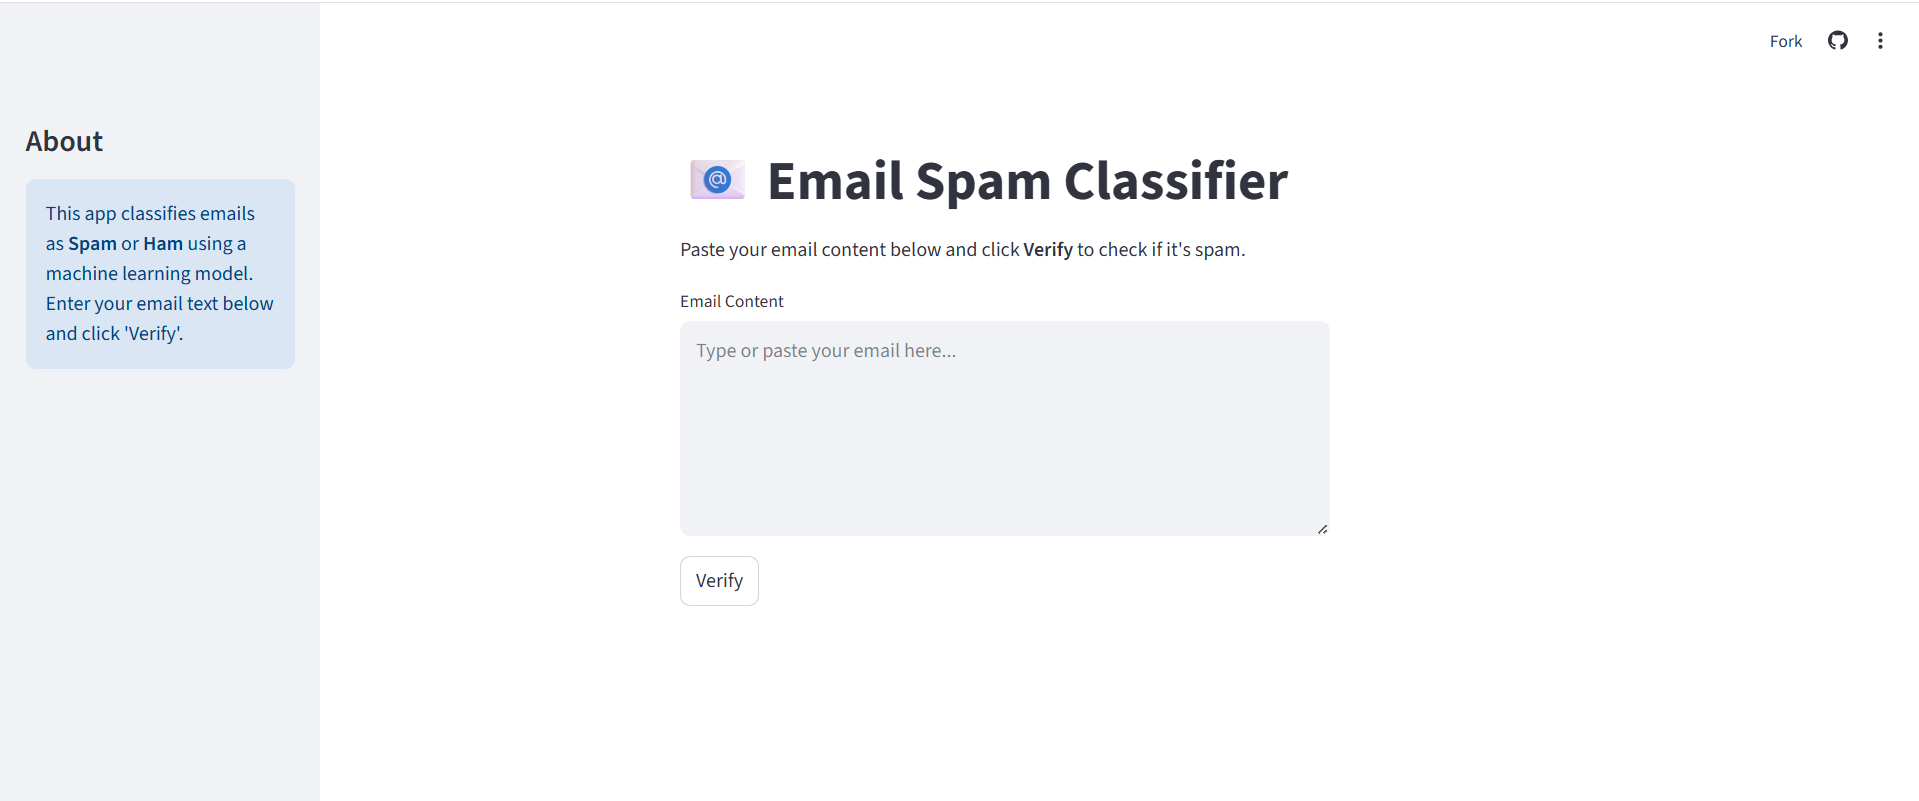 Fork
About
This app classifies emails
as Spam or Ham using a
machine learning model.
Enter your email text below
and click 'Verify'.
Email Spam Classifier
Paste your email content below and click Verify to check if it's spam.
Email Content
Type or paste your email here...
Verify